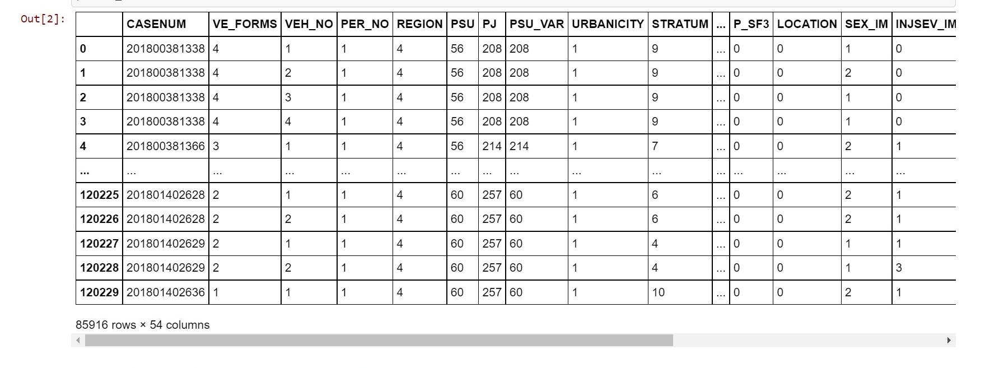 Out[2]:
CASENUM VE_FORMS VEH_NO PER_NO REGION PSU PJ PSU_VAR URBANICITY STRATUM ... P_SF3 LOCATION SEX_IM INJSEV_IM
0 201800381338 4 1 1 4 56 208 208 1 9 ... 0 0 1 0
1 201800381338 4 2 1 4 56 208 208 1 9 ... 0 0 2 0
2 201800381338 4 3 1 4 56 208 208 1 9 ... 0 0 1 0
3 201800381338 4 4 1 4 56 208 208 1 9 ... 0 0 1 0
4 201800381366 3 1 1 4 56 214 214 1 7 ... 0 0 2 1
... ... ... ... ... ... ... ... ... ... ... ... ... ... ... ...
120225 201801402628 2 1 1 4 60 257 60 1 6 ... 0 0 2 1
120226 201801402628 2 2 1 4 60 257 60 1 6 ... 0 0 2 1
120227 201801402629 2 1 1 4 60 257 60 1 4 ... 0 0 1 1
120228 201801402629 2 2 1 4 60 257 60 1 4 ... 0 0 1 3
120229 201801402636 1 1 1 4 60 257 60 1 10 ... 0 0 2 1
85916 rows × 54 columns